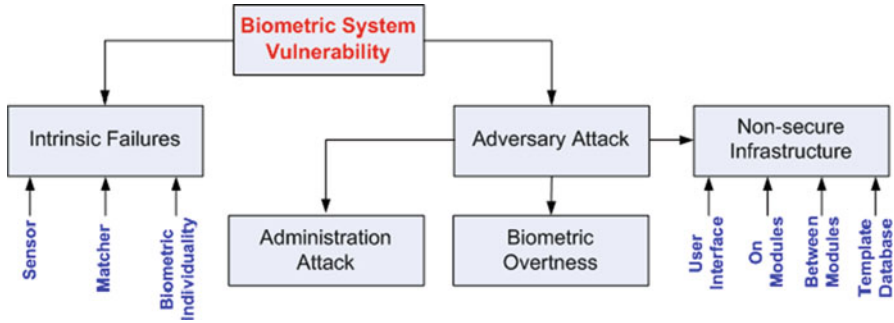 Biometric System
Vulnerability
Intrinsic Failures
Adversary Attack
Non-secure
Infrastructure
Administration
Attack
Biometric
Overtness
Sensor
Matcher
Biometric
Individuality
User
Interface
On
Modules
Between
Modules
Template
Database